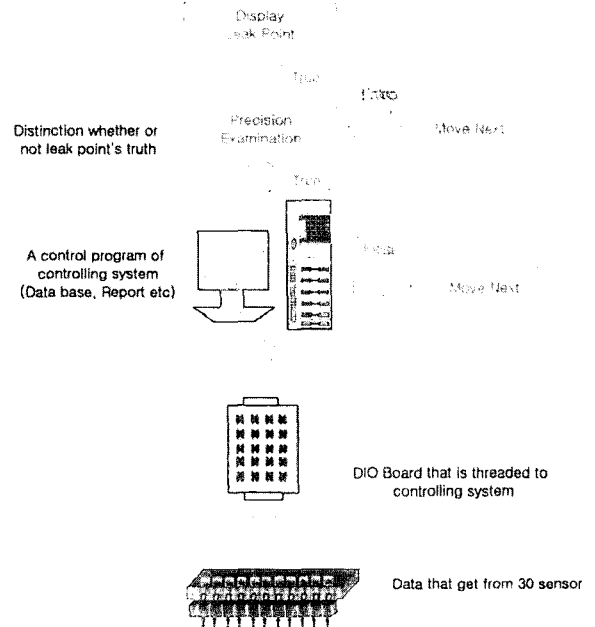 Display
Leak Point
True
Precision
Examination
Move Next
Distinction whether or
not leak point's truth
True
A control program of
controlling system
(Data base, Report etc)
Move Next
DIO Board that is threaded to
controlling system
Data that get from 30 sensor